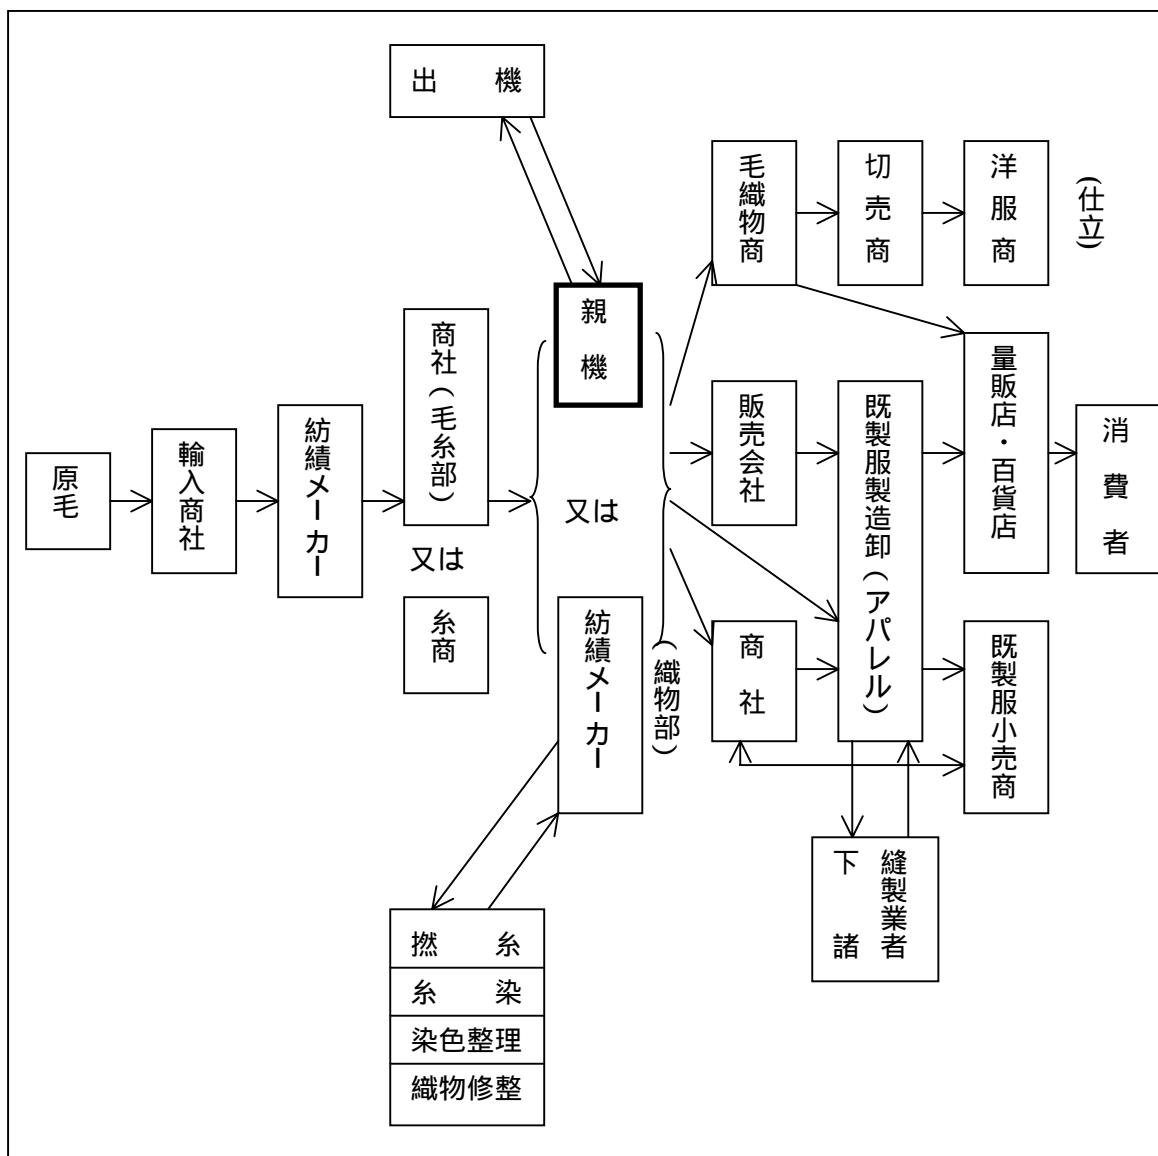 出機
毛織物商
切売商
洋服商
(仕立)
親機
商社(毛糸部)
量販店・百貨店
販売会社
既製服製造卸(アパレル)
消費者
紡績メーカー
輸入商社
原毛
又は
又は
糸商
紡績メーカー
(織物部)
商社
既製服小売商
縫製業者
下諸
撚糸
糸染
染色整理
織物修整